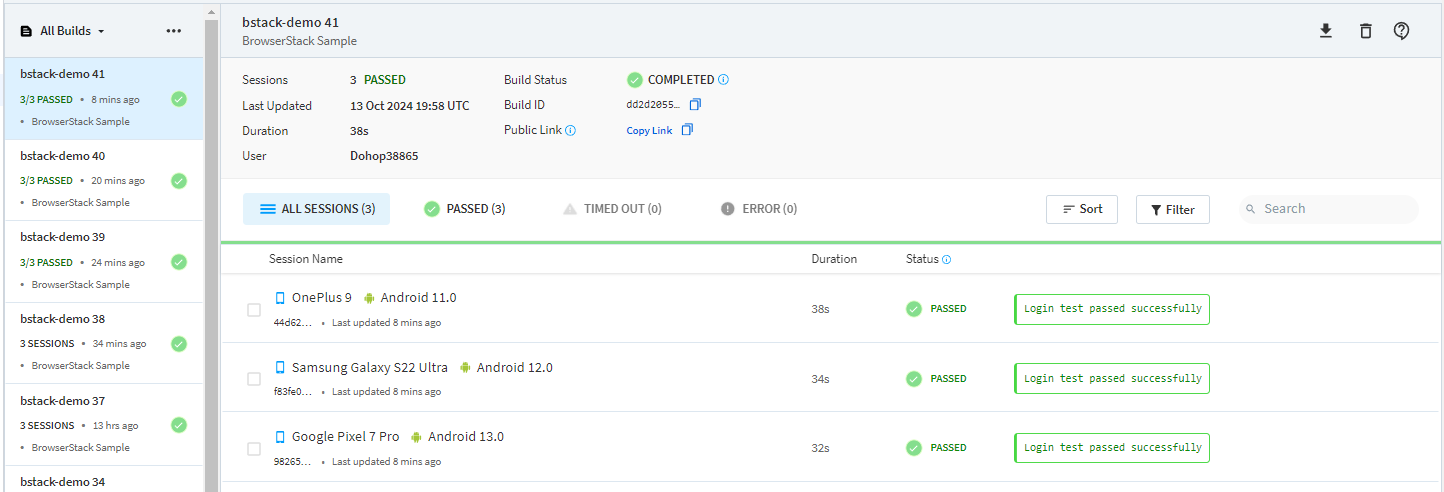 All Builds
bstack-demo 41
3/3 PASSED • 8 mins ago
• BrowserStack Sample
bstack-demo 40
3/3 PASSED • 20 mins ago
• BrowserStack Sample
bstack-demo 39
3/3 PASSED • 24 mins ago
• BrowserStack Sample
bstack-demo 38
3 SESSIONS • 34 mins ago
• BrowserStack Sample
bstack-demo 37
3 SESSIONS • 13 hrs ago
• BrowserStack Sample
bstack-demo 34
bstack-demo 41
BrowserStack Sample
Sessions 3 PASSED Build Status COMPLETED
Last Updated 13 Oct 2024 19:58 UTC Build ID dd2d2055...
Duration 38s Public Link Copy Link
User Dohop38865
ALL SESSIONS (3) PASSED (3) TIMED OUT (0) ERROR (0) Sort Filter Search
Session Name Duration Status
OnePlus 9 Android 11.0 38s PASSED Login test passed successfully
44d62... • Last updated 8 mins ago
Samsung Galaxy S22 Ultra Android 12.0 34s PASSED Login test passed successfully
f83fe0... • Last updated 8 mins ago
Google Pixel 7 Pro Android 13.0 32s PASSED Login test passed successfully
98265... • Last updated 8 mins ago